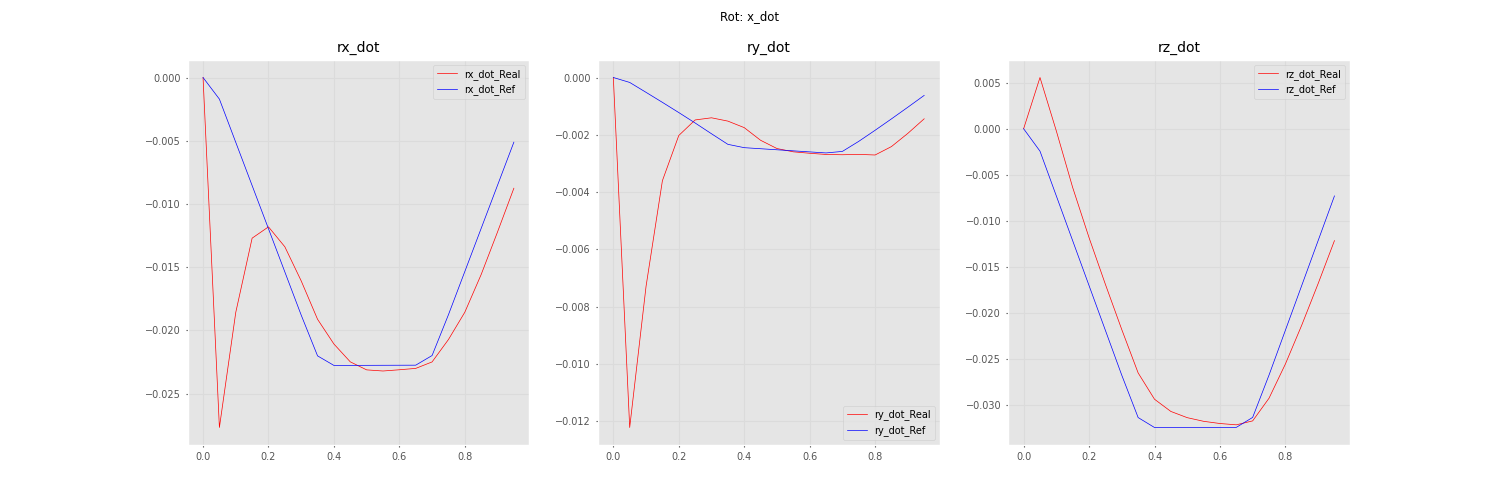 Rot: x_dot
rx_dot
0.000
−0.005
−0.010
−0.015
−0.020
−0.025
0.0 0.2 0.4 0.6 0.8
rx_dot_Real
rx_dot_Ref
ry_dot
0.000
−0.002
−0.004
−0.006
−0.008
−0.010
−0.012
0.0 0.2 0.4 0.6 0.8
ry_dot_Real
ry_dot_Ref
rz_dot
0.005
0.000
−0.005
−0.010
−0.015
−0.020
−0.025
−0.030
0.0 0.2 0.4 0.6 0.8
rz_dot_Real
rz_dot_Ref